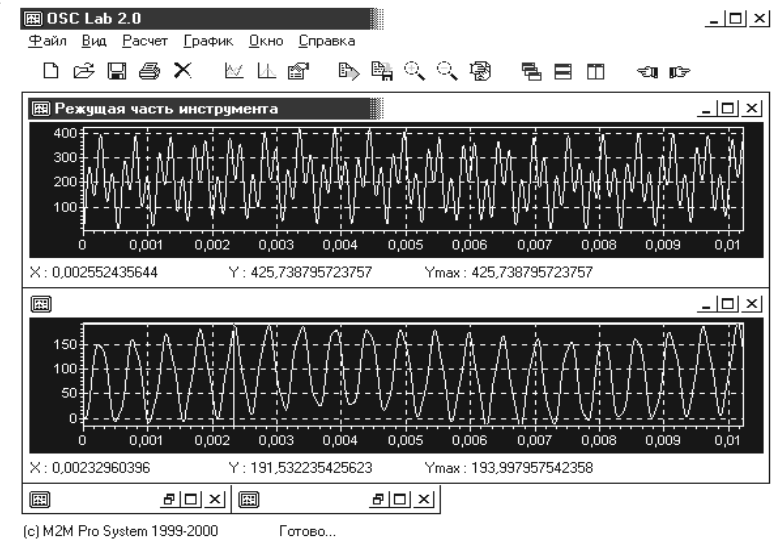 OSC Lab 2.0
Файл Вид Расчет График Окно Справка
Режущая часть инструмента
400
300
200
100
0 0,001 0,002 0,003 0,004 0,005 0,006 0,007 0,008 0,009 0,01
X : 0,002552435644 Y : 425,738795723757 Ymax : 425,738795723757
150
100
50
0
0 0,001 0,002 0,003 0,004 0,005 0,006 0,007 0,008 0,009 0,01
X : 0,00232960396 Y : 191,532235425623 Ymax : 193,997957542358
(c) M2M Pro System 1999-2000 Готово...